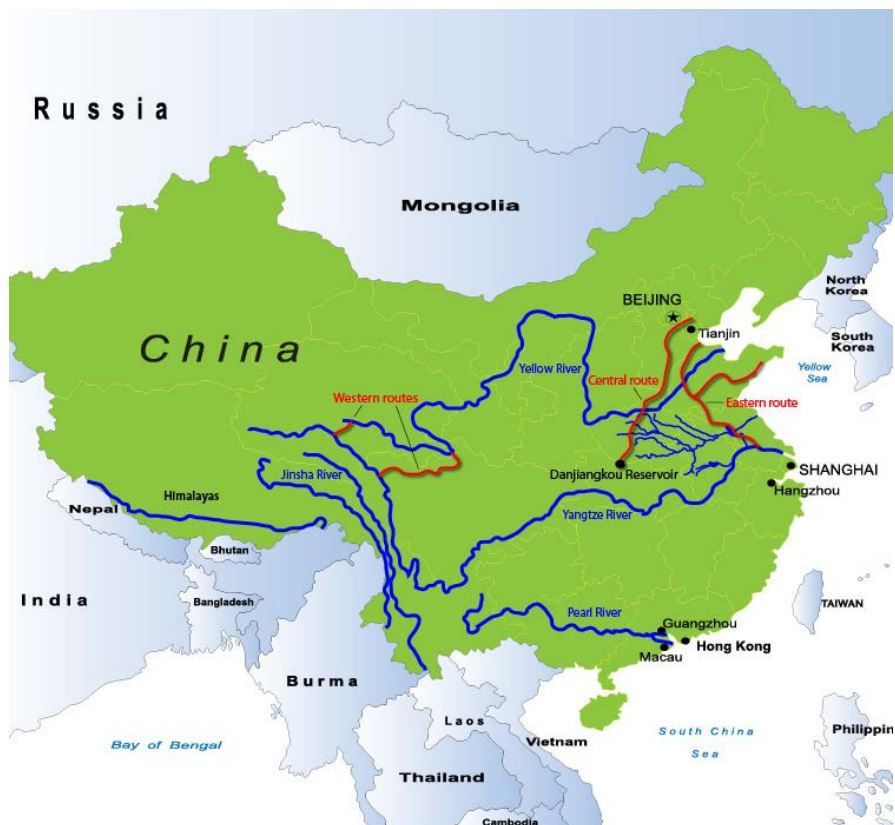 Russia
Mongolia
North
Korea
South
Korea
BEIJING
Tianjin
China
Yellow River
Central route
Yellow
Sea
Western routes
Eastern route
Danjiangkou Reservoir
SHANGHAI
Jinsha River
Himalayas
Hangzhou
Nepal
Yangtze River
Bhutan
India
Bangladesh
TAIWAN
Pearl River
Guangzhou
Hong Kong
Macau
Burma
Laos
Bay of Bengal
Vietnam
South China
Sea
Philippin
Thailand
Cambodia